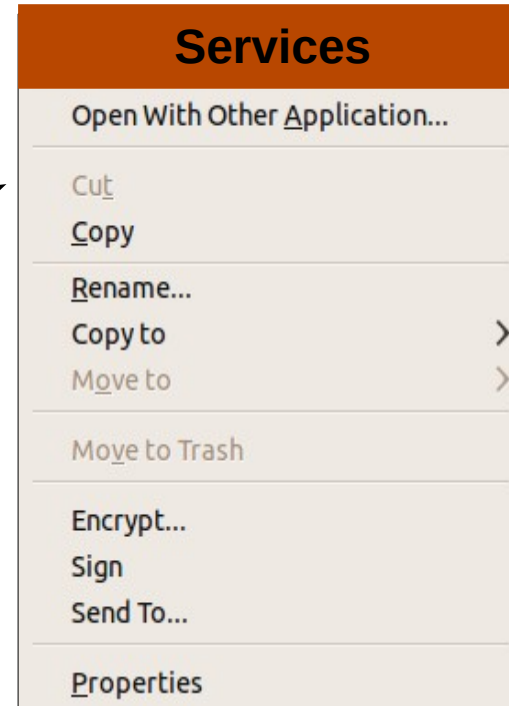 Services
Open With Other Application...
Cut
Copy
Rename...
Copy to
Move to
Move to Trash
Encrypt...
Sign
Send To...
Properties